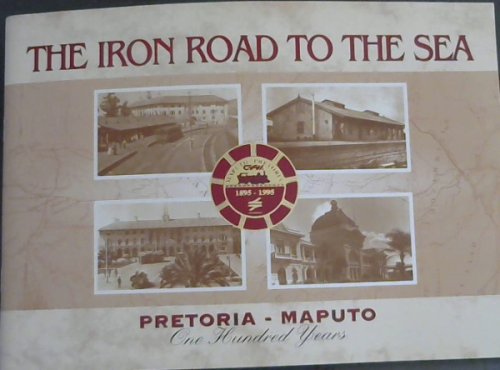 THE IRON ROAD TO THE SEA
1895 - 1995
PRETORIA - MAPUTO
One Hundred Years